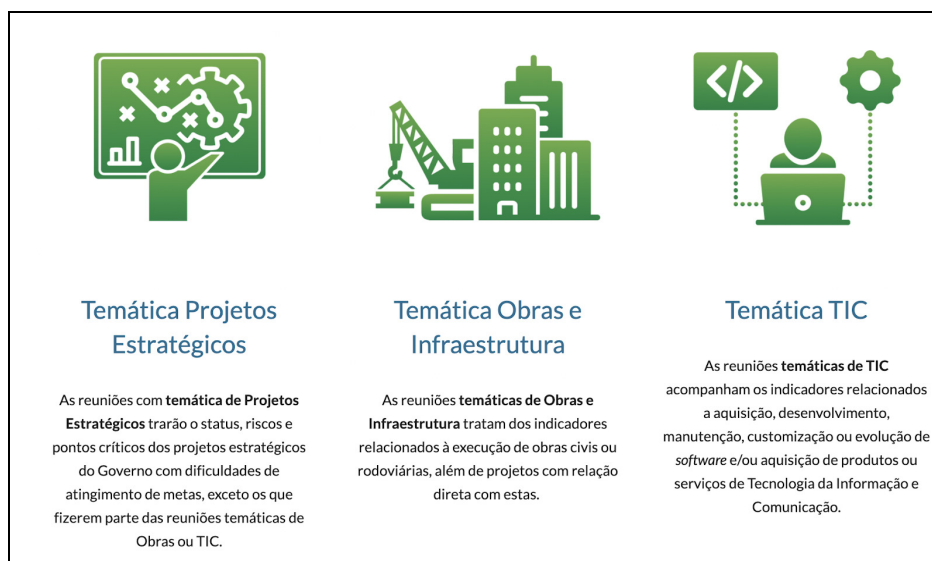 Temática Projetos
Estratégicos
As reuniões com temática de Projetos
Estratégicos trarão o status, riscos e
pontos críticos dos projetos estratégicos
do Governo com dificuldades de
atingimento de metas, exceto os que
fizerem parte das reuniões temáticas de
Obras ou TIC.
Temática Obras e
Infraestrutura
As reuniões temáticas de Obras e
Infraestrutura tratam dos indicadores
relacionados à execução de obras civis ou
rodoviárias, além de projetos com relação
direta com estas.
Temática TIC
As reuniões temáticas de TIC
acompanham os indicadores relacionados
a aquisição, desenvolvimento,
manutenção, customização ou evolução de
software e/ou aquisição de produtos ou
serviços de Tecnologia da Informação e
Comunicação.